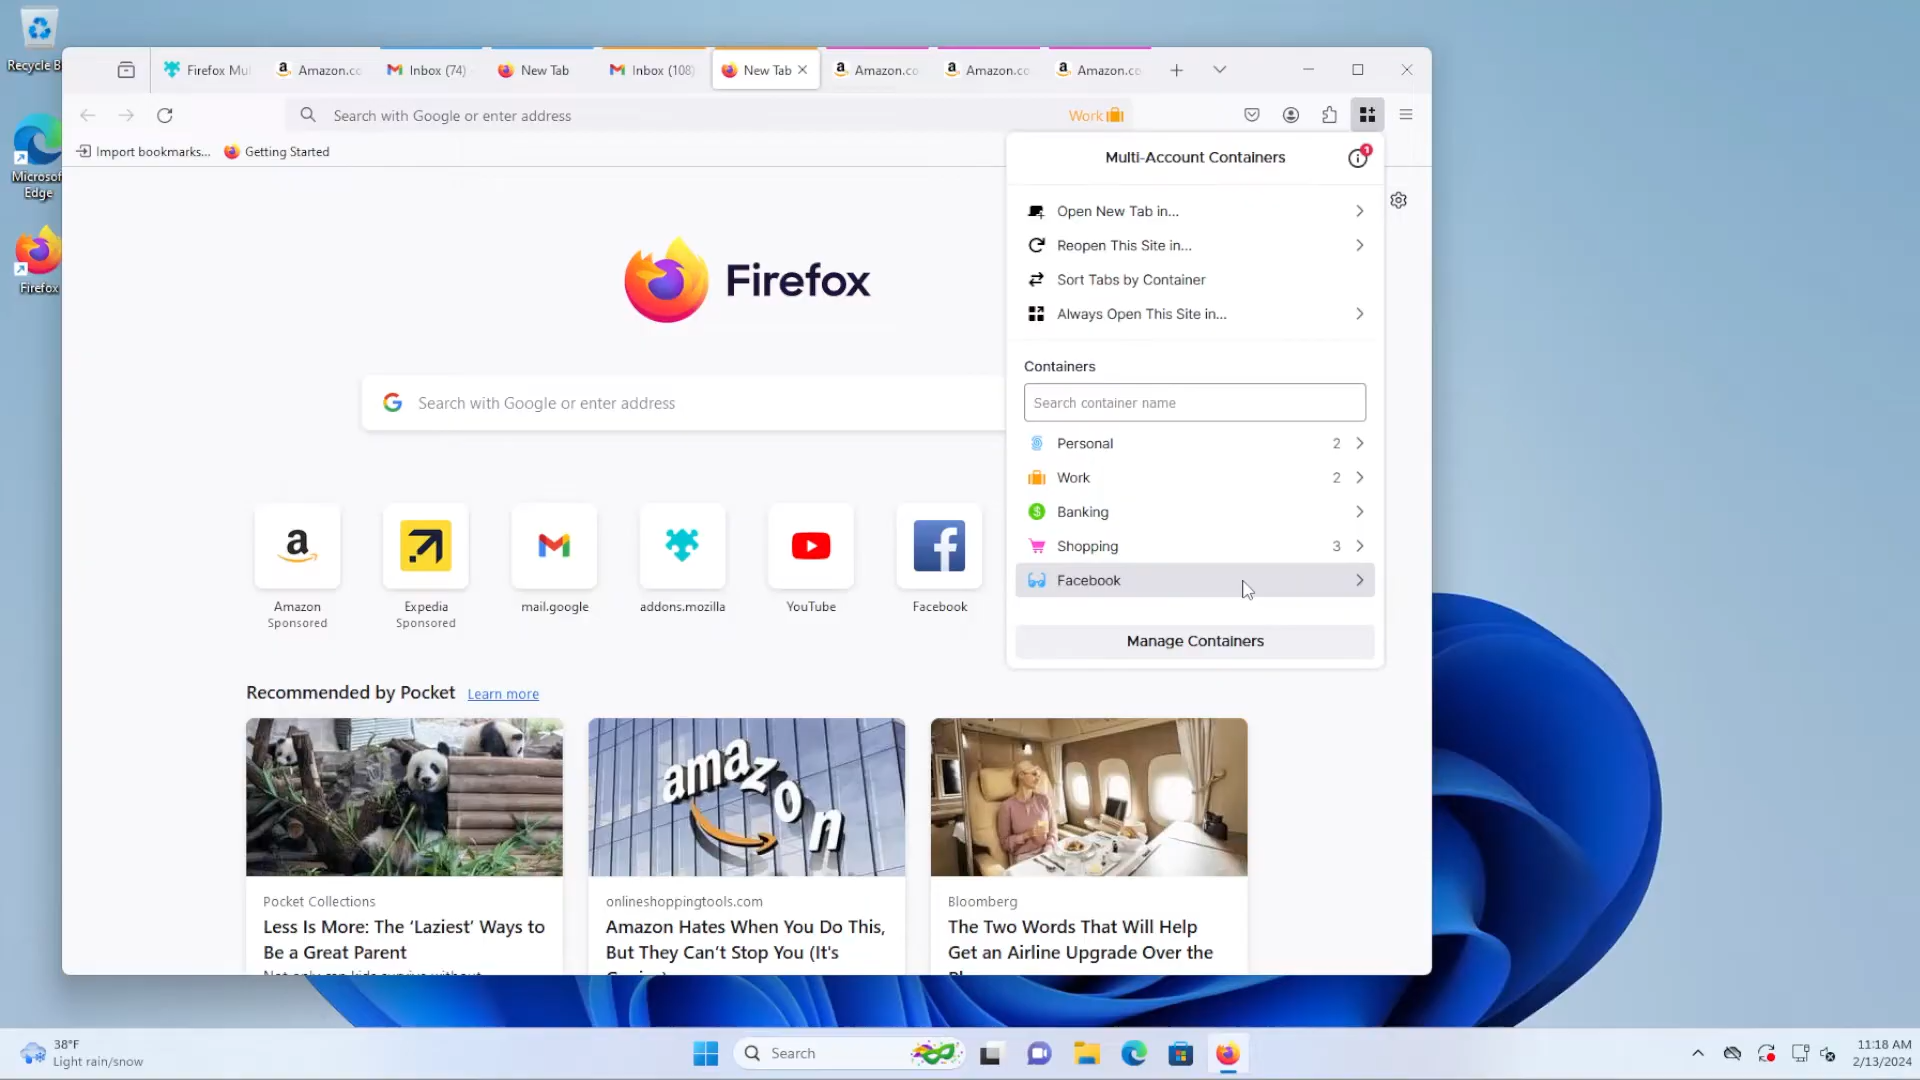 Recycle B
Microsof
Edge
Firefox
Firefox Mul
Amazon.co
Inbox (74)
New Tab
Inbox (108)
New Tab
Amazon.co
Amazon.co
Amazon.co
Search with Google or enter address
Work
Import bookmarks...
Getting Started
Firefox
Search with Google or enter address
Amazon
Sponsored
Expedia
Sponsored
mail.google
addons.mozilla
YouTube
Facebook
Multi-Account Containers
1
Open New Tab in...
Reopen This Site in...
Sort Tabs by Container
Always Open This Site in...
Containers
Search container name
Personal 2
Work 2
Banking
Shopping 3
Facebook
Manage Containers
Recommended by Pocket Learn more
amazon
Pocket Collections
Less Is More: The ‘Laziest’ Ways to
Be a Great Parent
onlineshoppingtools.com
Amazon Hates When You Do This,
But They Can’t Stop You (It's
Bloomberg
The Two Words That Will Help
Get an Airline Upgrade Over the
38°F
Light rain/snow
Search
11:18 AM
2/13/2024